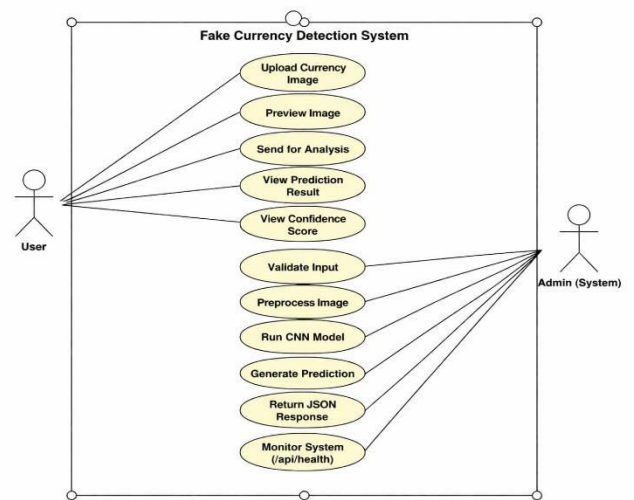 Fake Currency Detection System
Upload Currency
Image
Preview Image
Send for Analysis
View Prediction
Result
View Confidence
Score
User
Validate Input
Admin (System)
Preprocess Image
Run CNN Model
Generate Prediction
Return JSON
Response
Monitor System
(/api/health)